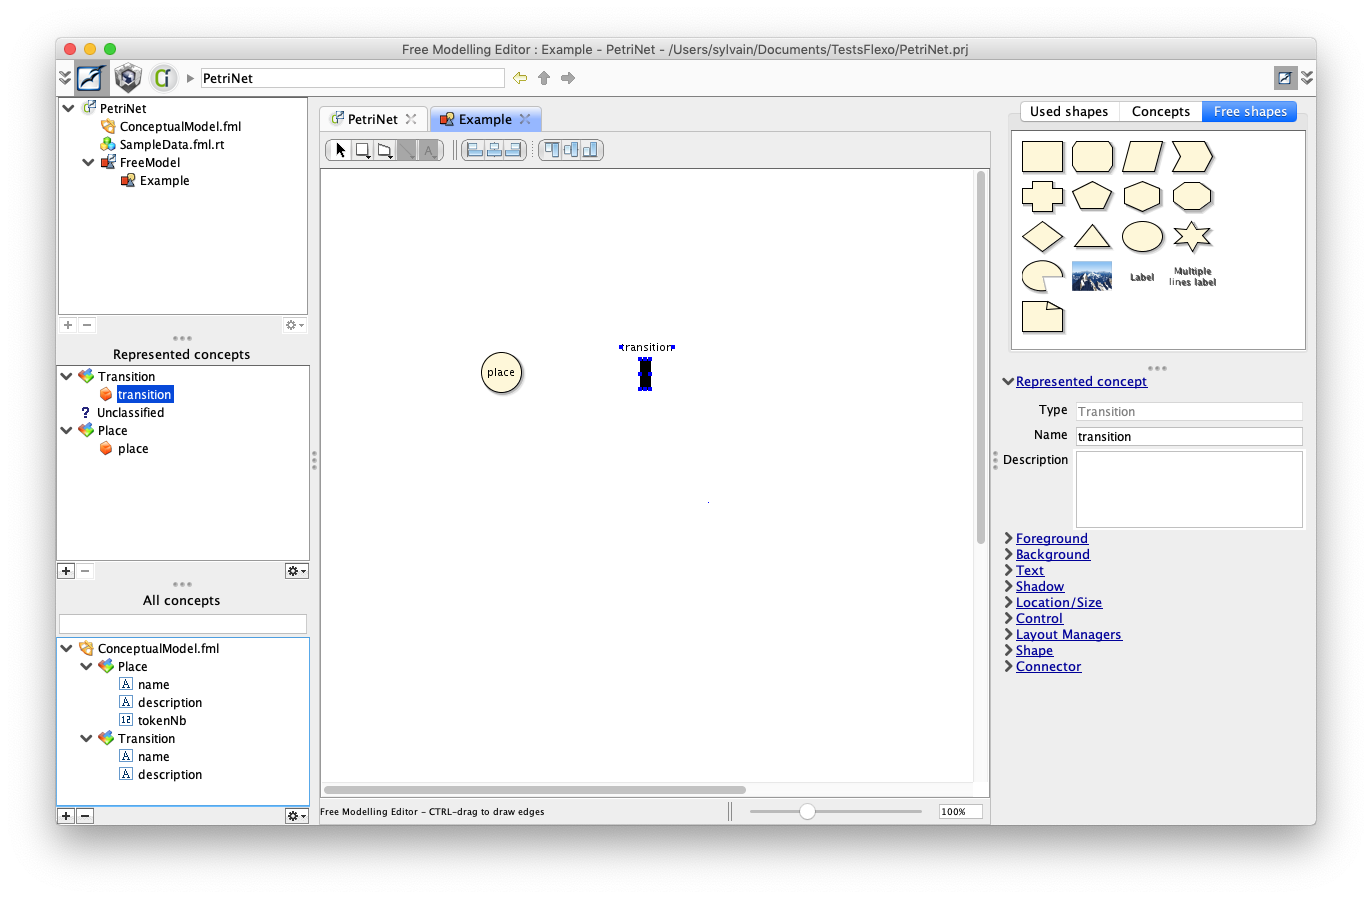 Free Modelling Editor : Example - PetriNet - /Users/sylvain/Documents/TestsFlexo/PetriNet.prj
PetriNet
PetriNet
ConceptualModel.fml
SampleData.fml.rt
FreeModel
Example
Represented concepts
Transition
transition
? Unclassified
Place
place
All concepts
ConceptualModel.fml
Place
A name
A description
12 tokenNb
Transition
A name
A description
PetriNet
Example
A
transition
place
Free Modelling Editor - CTRL-drag to draw edges
100%
Used shapes
Concepts
Free shapes
Label
Multiple
lines label
Represented concept
Type Transition
Name transition
Description
Foreground
Background
Text
Shadow
Location/Size
Control
Layout Managers
Shape
Connector